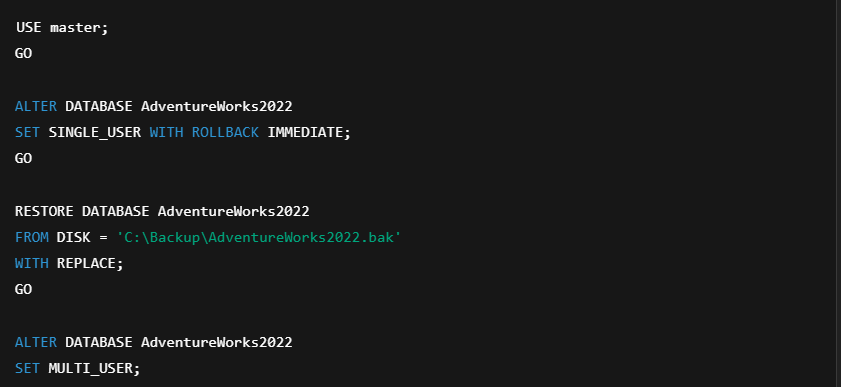 USE master;
GO
ALTER DATABASE AdventureWorks2022
SET SINGLE_USER WITH ROLLBACK IMMEDIATE;
GO
RESTORE DATABASE AdventureWorks2022
FROM DISK = 'C:\Backup\AdventureWorks2022.bak'
WITH REPLACE;
GO
ALTER DATABASE AdventureWorks2022
SET MULTI_USER;